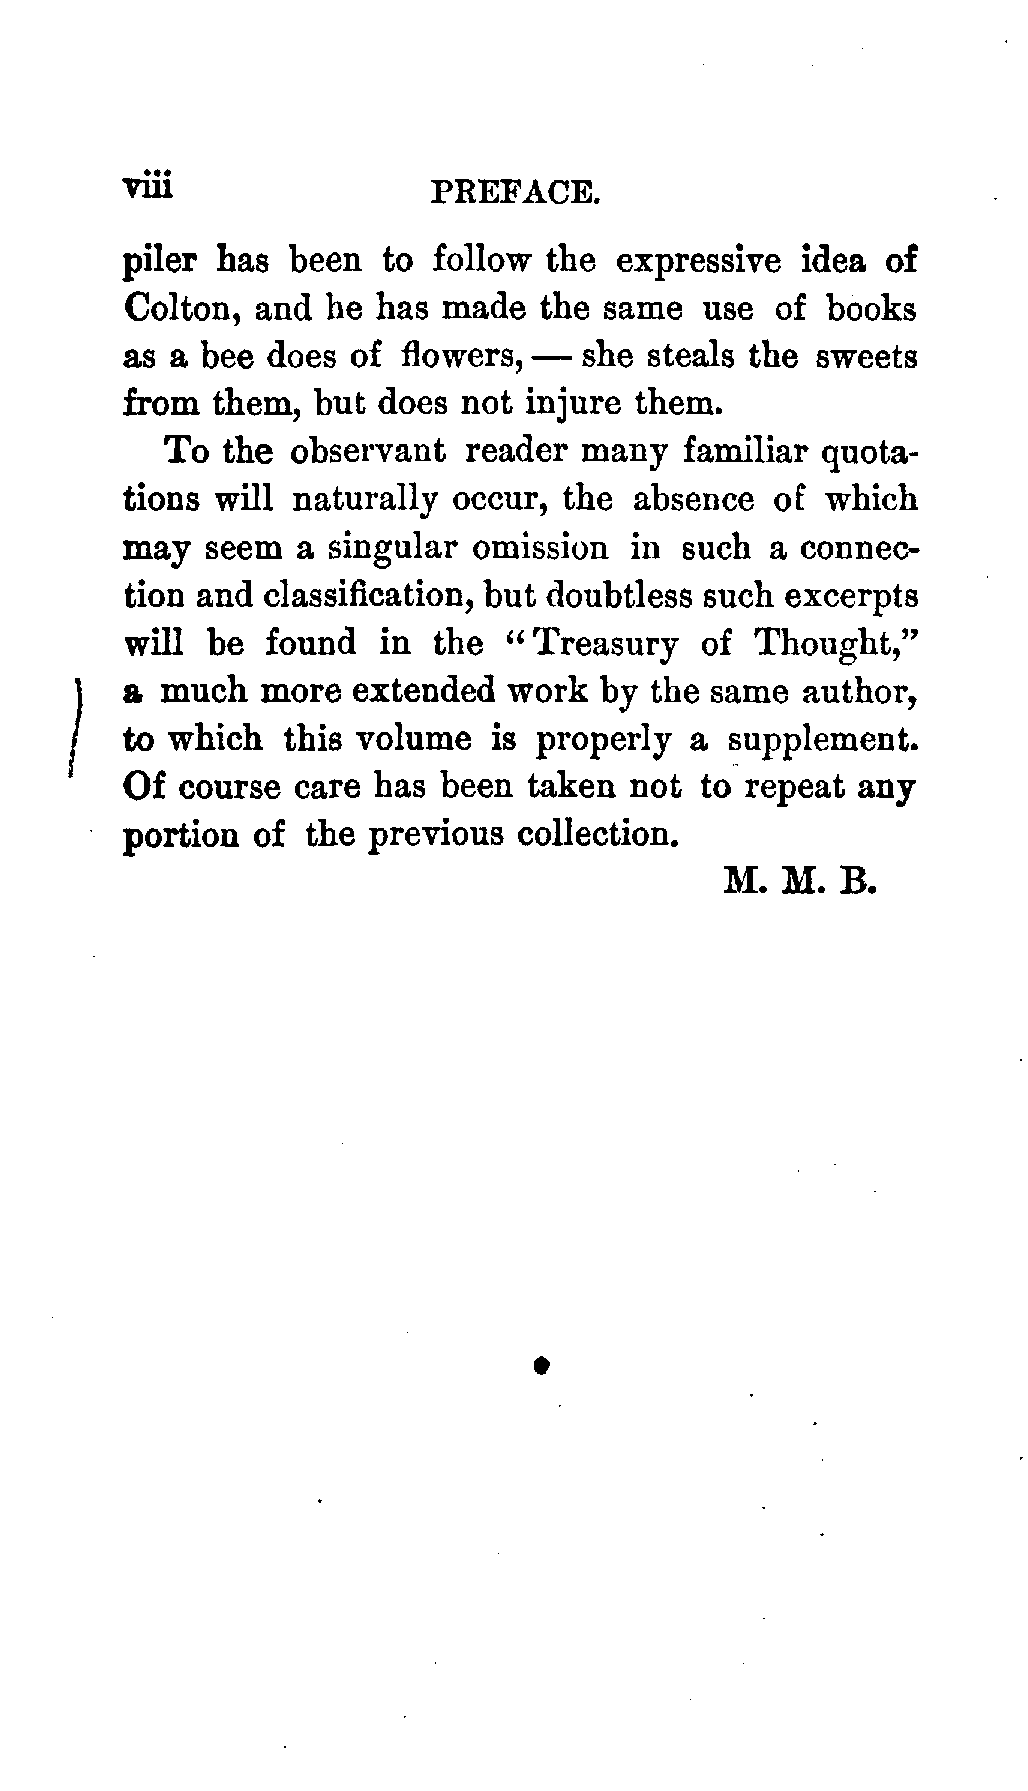 viii PREFACE.
piler has been to follow the expressive idea of
Colton, and he has made the same use of books
as a bee does of flowers, — she steals the sweets
from them, but does not injure them.
To the observant reader many familiar quota-
tions will naturally occur, the absence of which
may seem a singular omission in such a connec-
tion and classification, but doubtless such excerpts
will be found in the “Treasury of Thought,”
a much more extended work by the same author,
to which this volume is properly a supplement.
Of course care has been taken not to repeat any
portion of the previous collection.
M. M. B.